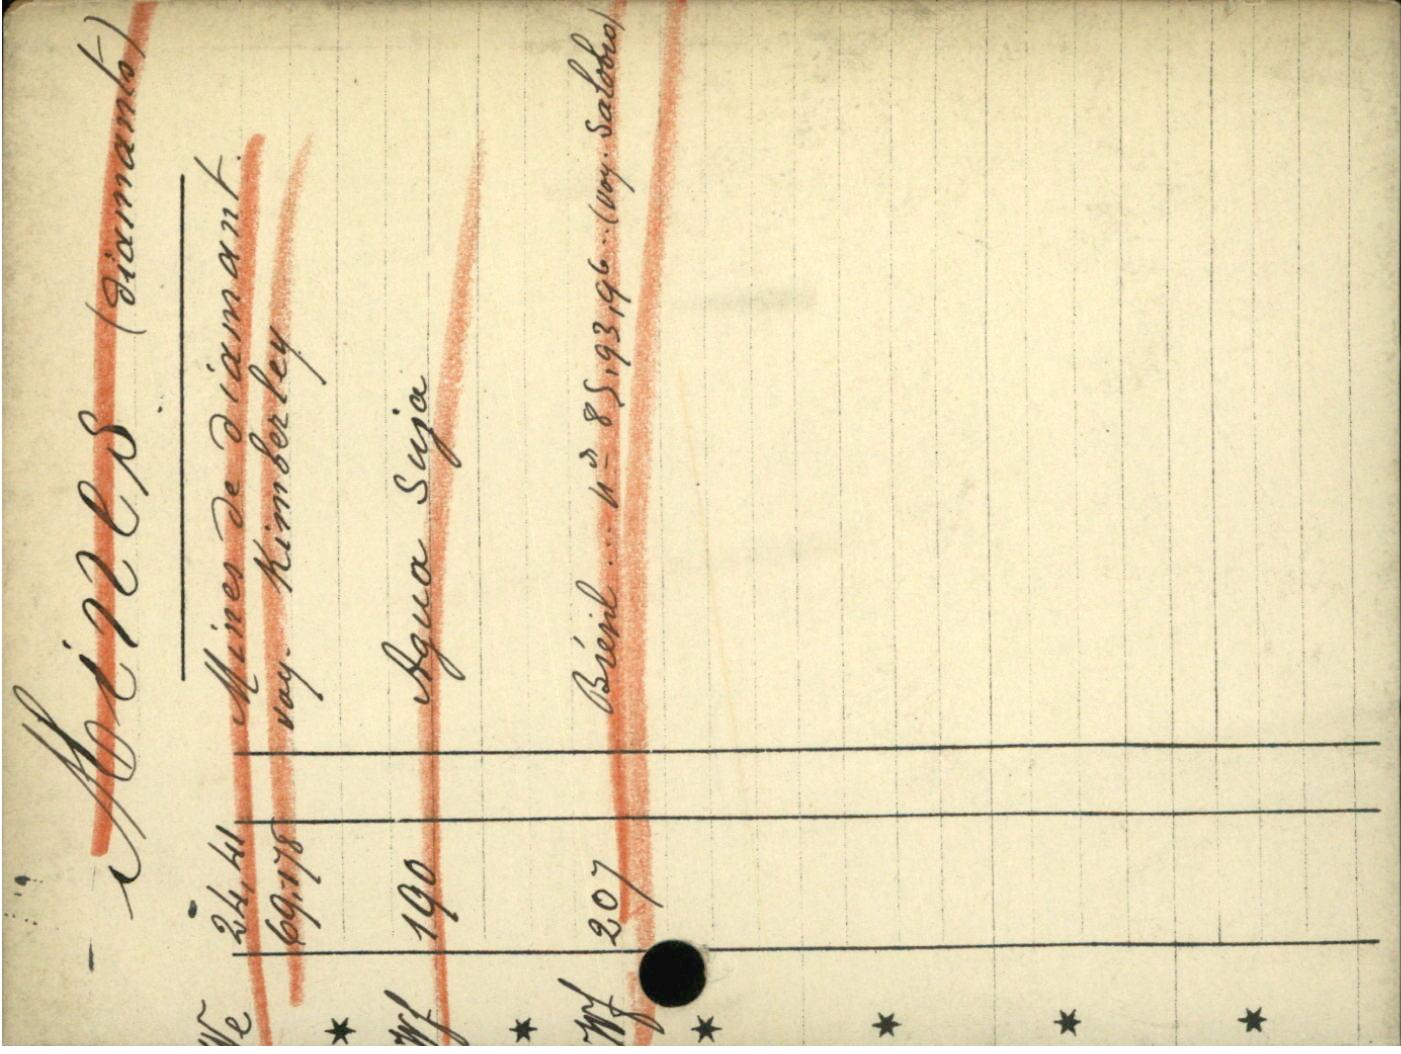 Mines (diamants)
We 24,41 Mines de diamant.
69,178 voy. Kimberley
Wf 190 Agua Suja
Wf 207 Brésil ... nos 85,93,96 .. (voy. Salobro)